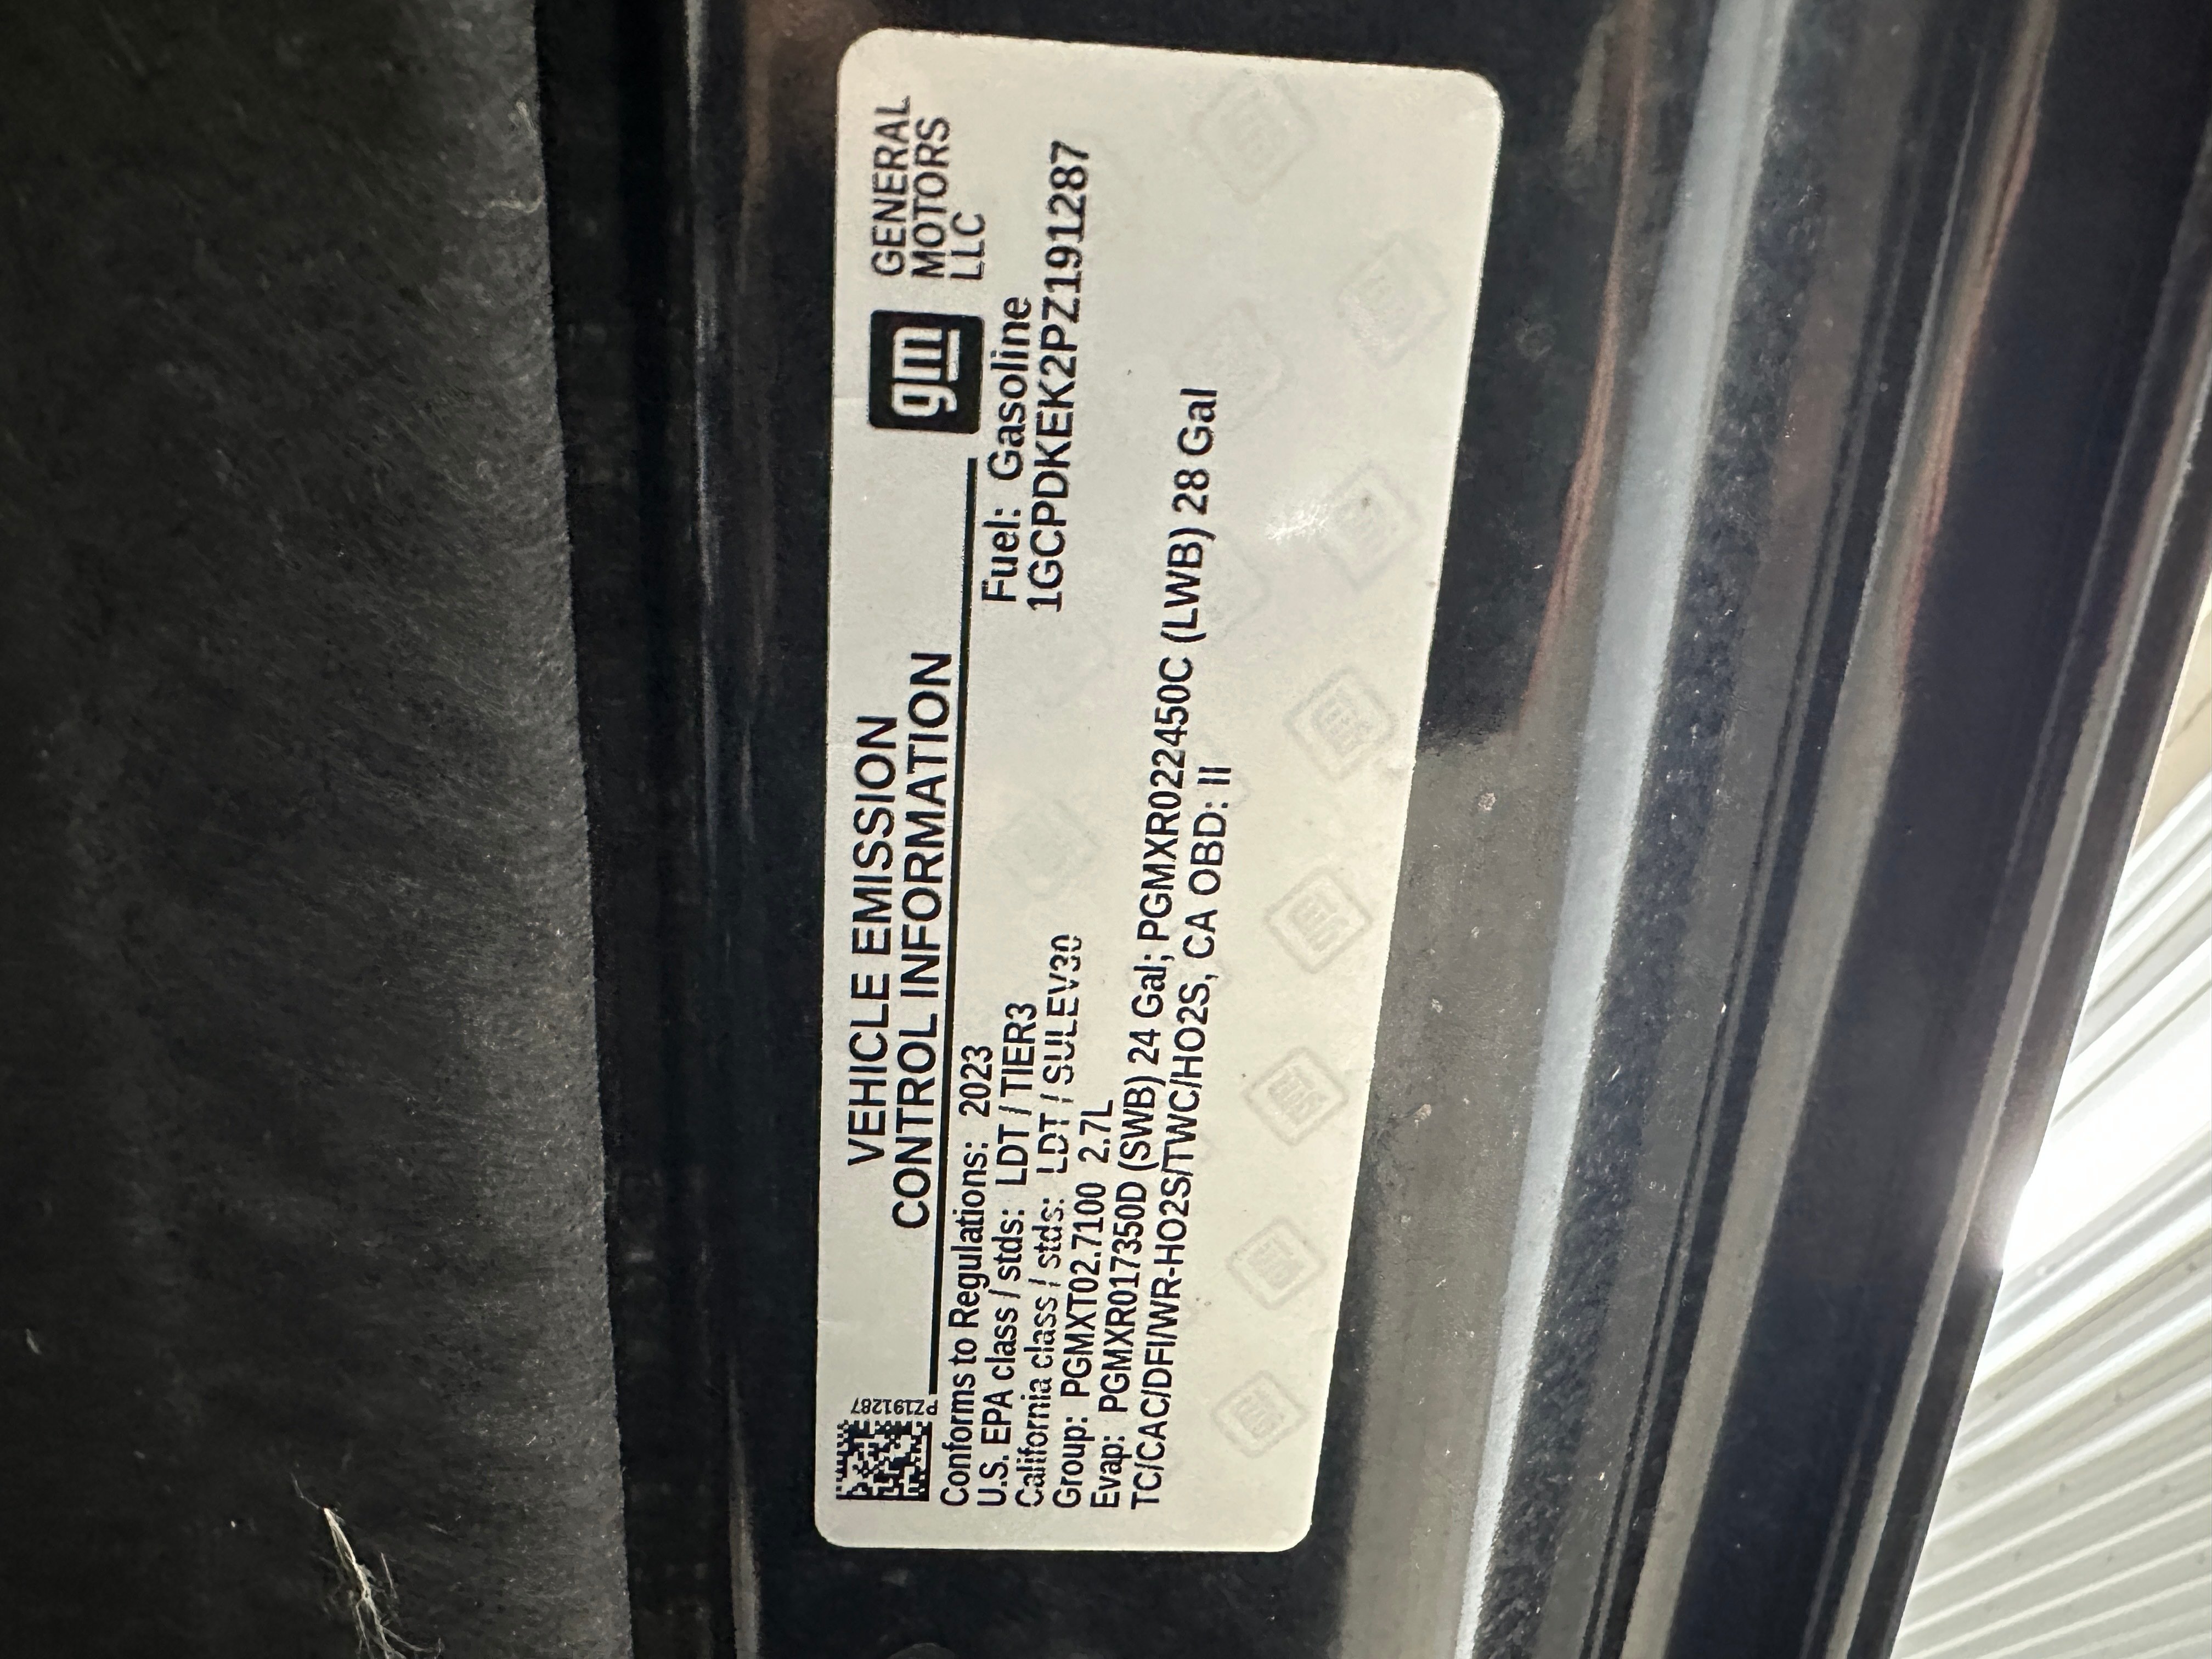 PZ191287
VEHICLE EMISSION
CONTROL INFORMATION
gm
GENERAL
MOTORS
LLC
Conforms to Regulations: 2023
Fuel: Gasoline
U.S. EPA class / stds: LDT / TIER3
1GCPDKEK2PZ191287
California class / stds: LDT / SULEV30
Group: PGMXT02.7100 2.7L
Evap: PGMXR017350D (SWB) 24 Gal; PGMXR022450C (LWB) 28 Gal
TC/CAC/DFI/WR-HO2S/TWC/HO2S, CA OBD: II